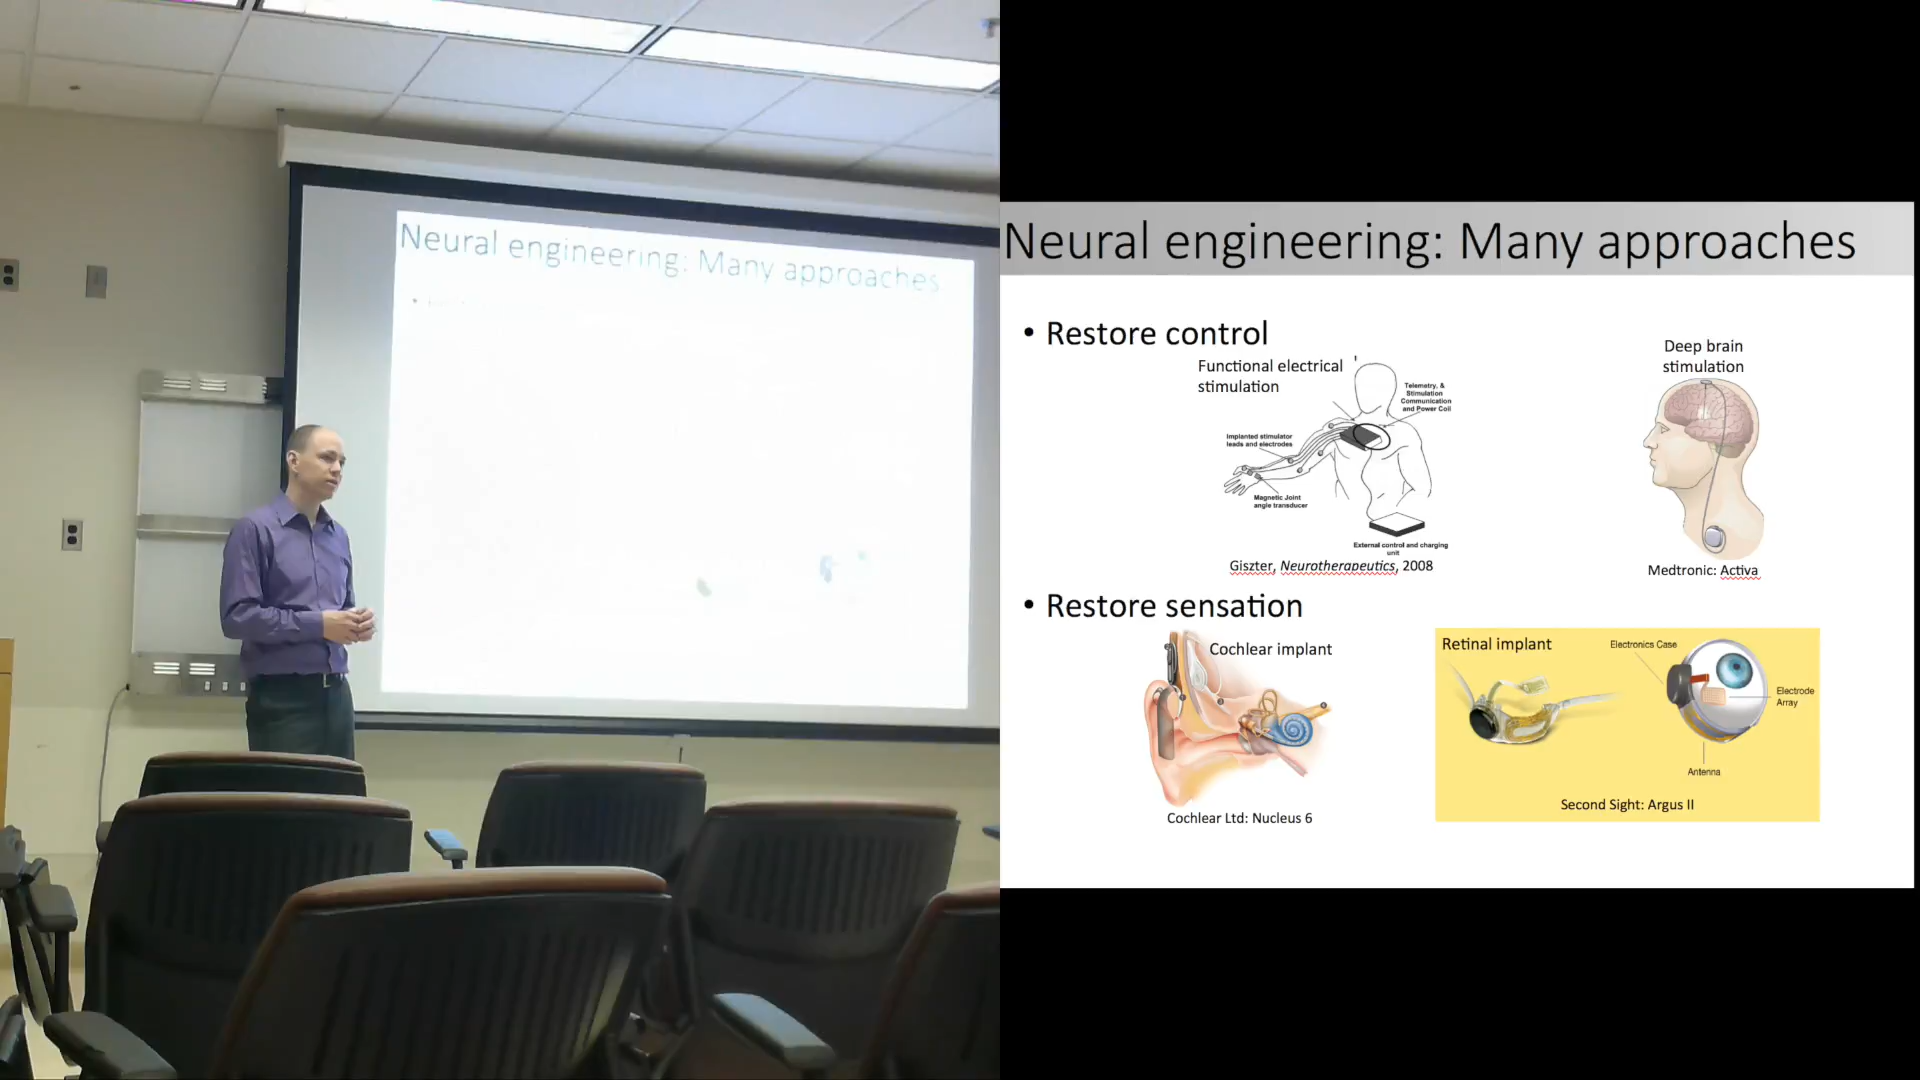 Neural engineering: Many approaches
Neural engineering: Many approaches
• Restore control
Functional electrical
stimulation
Telemetry, &
Stimulation
Communication
and Power Coil
Implanted stimulator
leads and electrodes
Magnetic Joint
angle transducer
External control and charging
unit
Giszter, Neurotherapeutics, 2008
Deep brain
stimulation
Medtronic: Activa
• Restore sensation
Cochlear implant
Cochlear Ltd: Nucleus 6
Retinal implant
Electronics Case
Electrode
Array
Antenna
Second Sight: Argus II